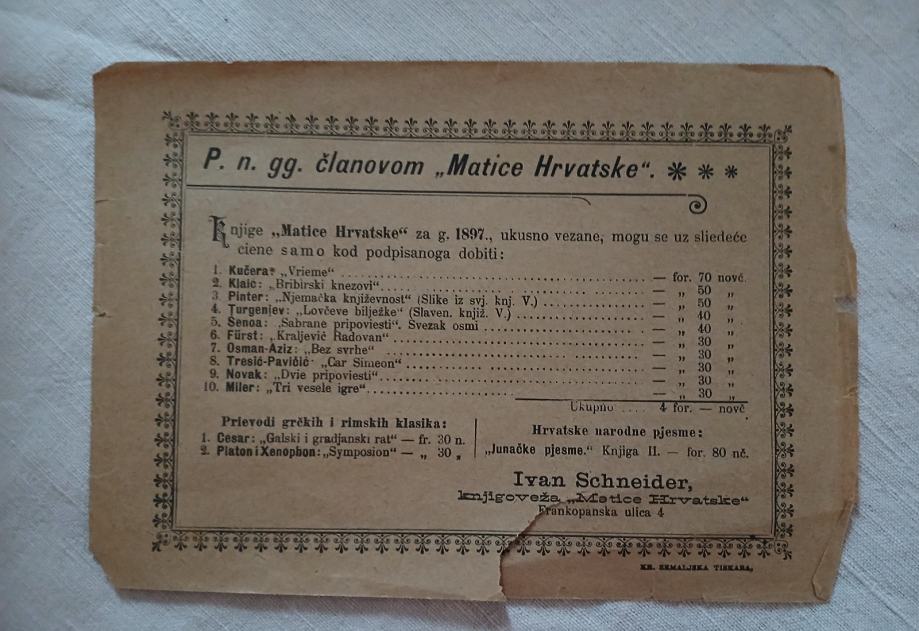 P. n. gg. članovom „Matice Hrvatske“. * * *
Knjige „Matice Hrvatske“ za g. 1897., ukusno vezane, mogu se uz sliedeće
ciene samo kod podpisanoga dobiti:
1. Kučera: „Vrieme“ — for. 70 novč.
2. Klaić: „Bribirski knezovi“ — „ 50 „
3. Pinter: „Njemačka književnost“ (Slike iz svj. knj. V.) — „ 50 „
4. Turgenjev: „Lovčeve bilježke“ (Slaven. knjiž. V.) — „ 40 „
5. Šenoa: „Sabrane pripoviesti“. Svezak osmi — „ 40 „
6. Fürst: „Kraljević Radovan“ — „ 30 „
7. Osman-Aziz: „Bez svrhe“ — „ 30 „
8. Tresić-Pavičić: „Car Simeon“ — „ 30 „
9. Novak: „Dvie pripoviesti“ — „ 30 „
10. Miler: „Tri vesele igre“ — „ 30 „
Ukupno .... 4 for. — novč
Prievodi grčkih i rimskih klasika:
1. Cesar: „Galski i gradjanski rat“ — fr. 30 n.
2. Platon i Xenophon: „Symposion“ — „ 30 „
Hrvatske narodne pjesme:
„Junačke pjesme.“ Knjiga II. — for. 80 nč.
Ivan Schneider,
knjigoveža „Matice Hrvatske“
Frankopanska ulica 4
KR. ZEMALJSKA TISKARA,